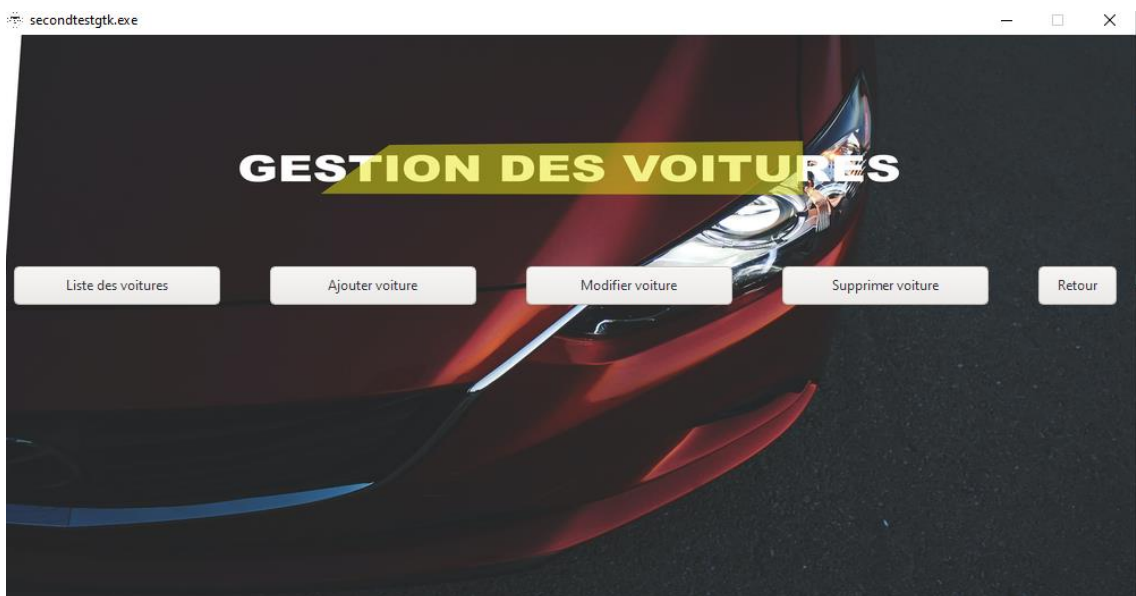 secondtestgtk.exe
GESTION DES VOITURES
Liste des voitures
Ajouter voiture
Modifier voiture
Supprimer voiture
Retour